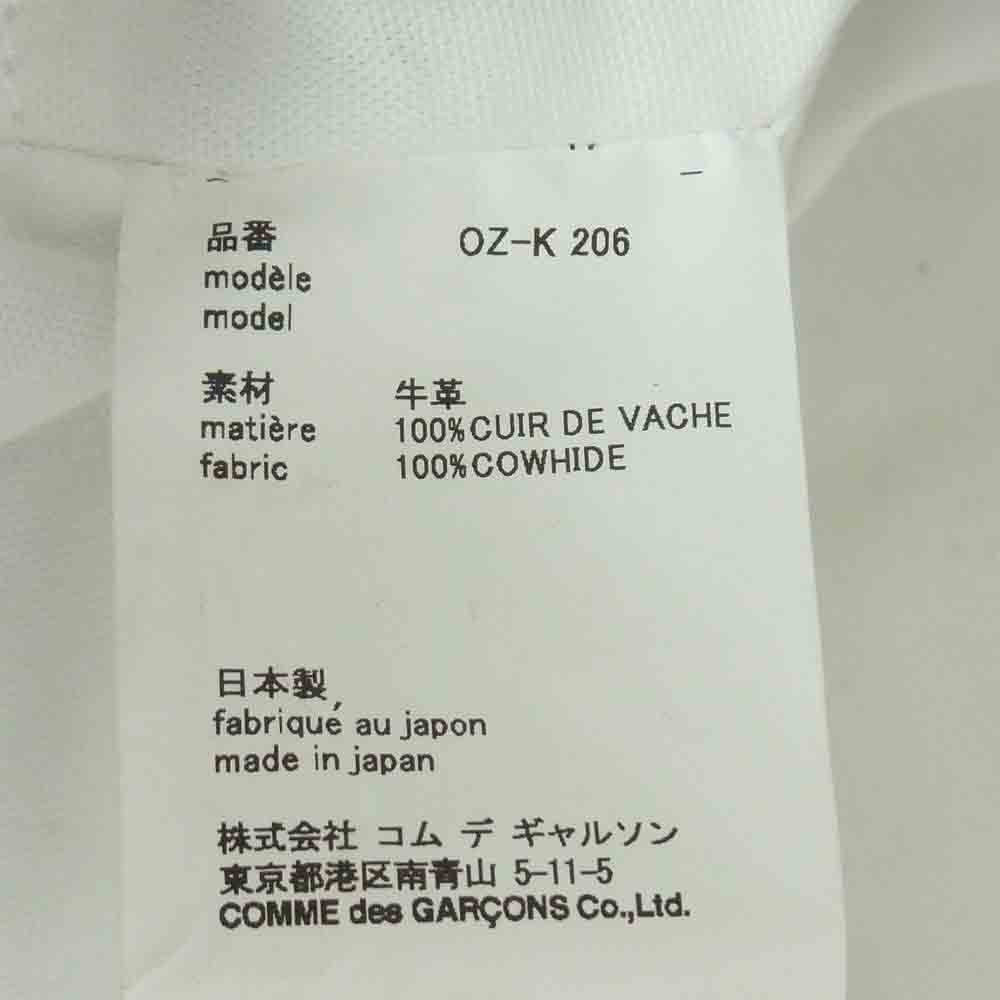 品番 OZ-K 206
modèle
model
素材 牛革
matière 100%CUIR DE VACHE
fabric 100%COWHIDE
日本製
fabriqué au japon
made in japan
株式会社 コム デ ギャルソン
東京都港区南青山 5-11-5
COMME des GARÇONS Co.,Ltd.